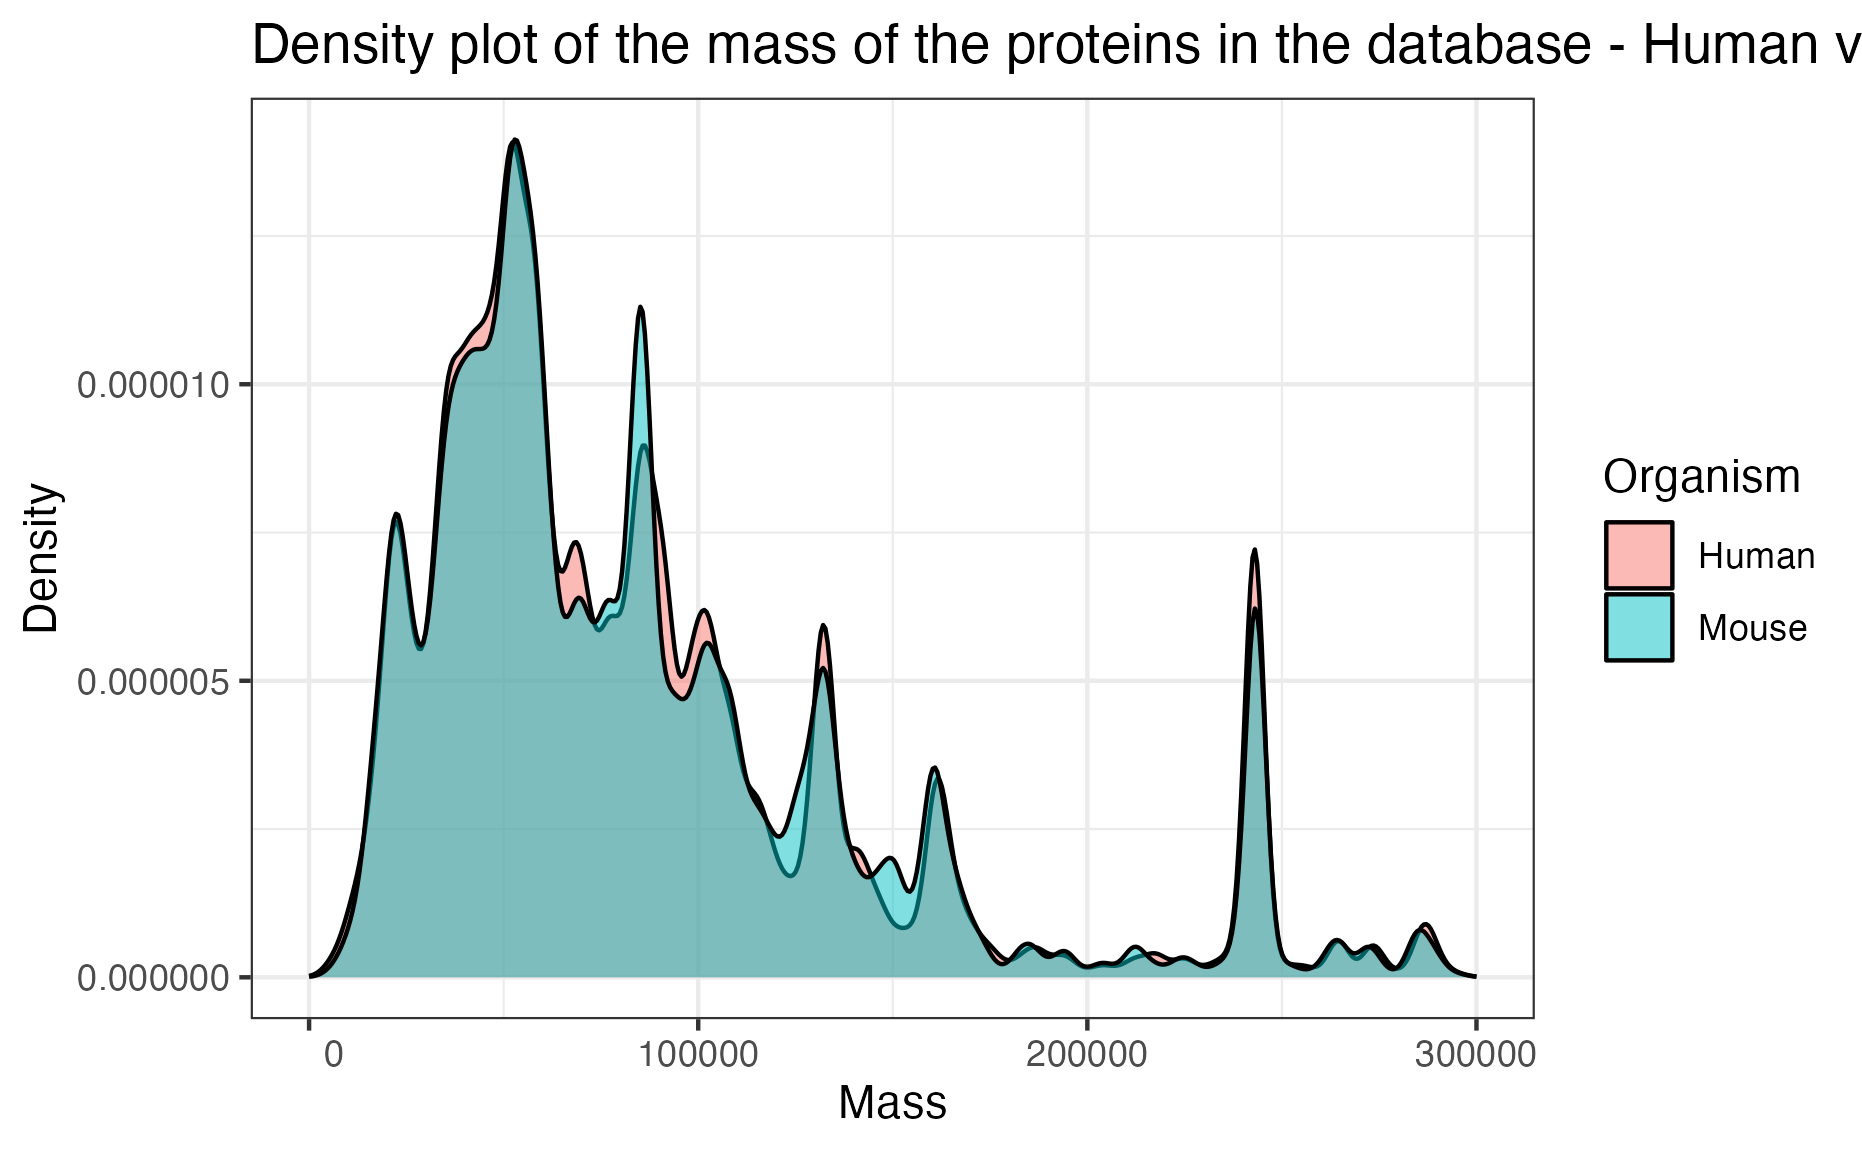 Density plot of the mass of the proteins in the database - Human v
Density
0.000010
0.000005
0.000000
0 100000 200000 300000
Mass
Organism
Human
Mouse